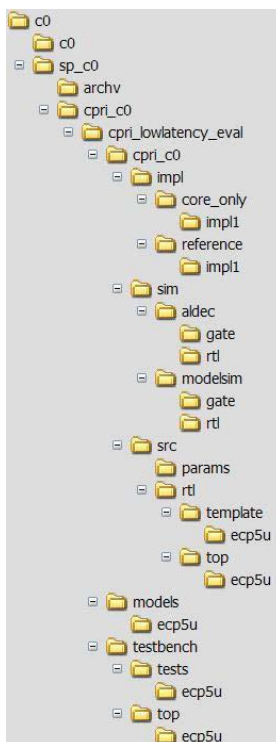 c0
c0
sp_c0
archv
cpri_c0
cpri_lowlatency_eval
cpri_c0
impl
core_only
impl1
reference
impl1
sim
aldec
gate
rtl
modelsim
gate
rtl
src
params
rtl
template
ecp5u
top
ecp5u
models
ecp5u
testbench
tests
ecp5u
top
ecp5u